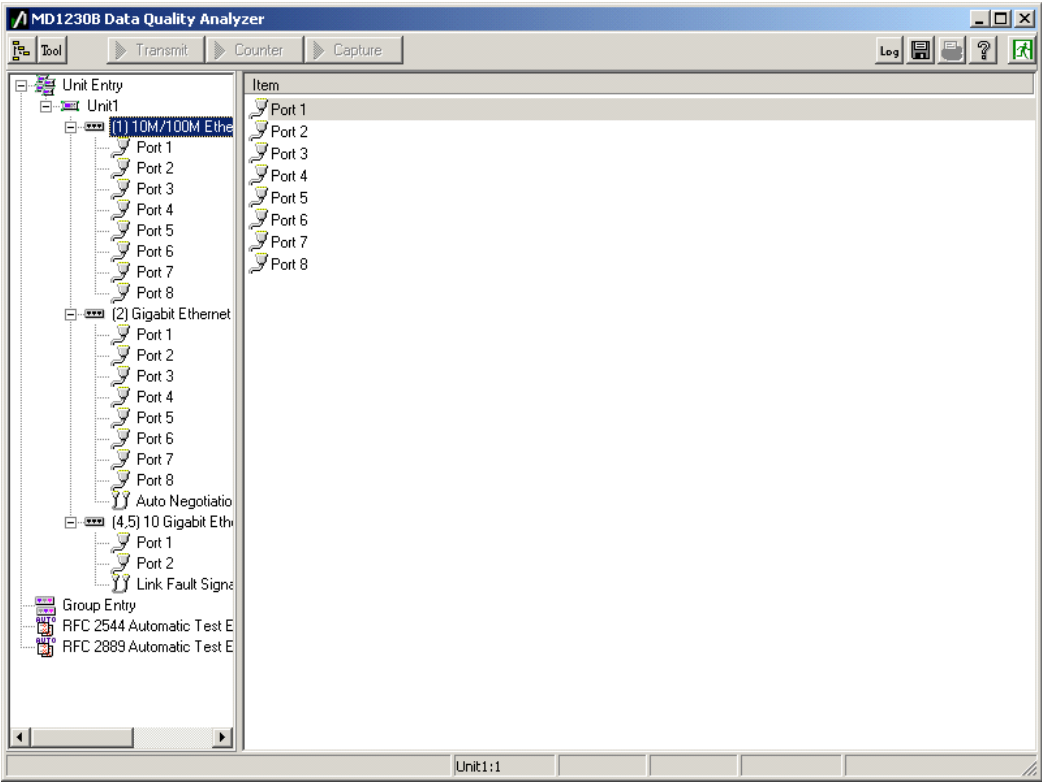 MD1230B Data Quality Analyzer
Tool Transmit Counter Capture Log ?
Unit Entry
Unit1
(1) 10M/100M Ethe
Port 1
Port 2
Port 3
Port 4
Port 5
Port 6
Port 7
Port 8
(2) Gigabit Ethernet
Port 1
Port 2
Port 3
Port 4
Port 5
Port 6
Port 7
Port 8
Auto Negotiatio
(4,5) 10 Gigabit Eth
Port 1
Port 2
Link Fault Signa
Group Entry
AUTO RFC 2544 Automatic Test E
AUTO RFC 2889 Automatic Test E
Item
Port 1
Port 2
Port 3
Port 4
Port 5
Port 6
Port 7
Port 8
Unit1:1